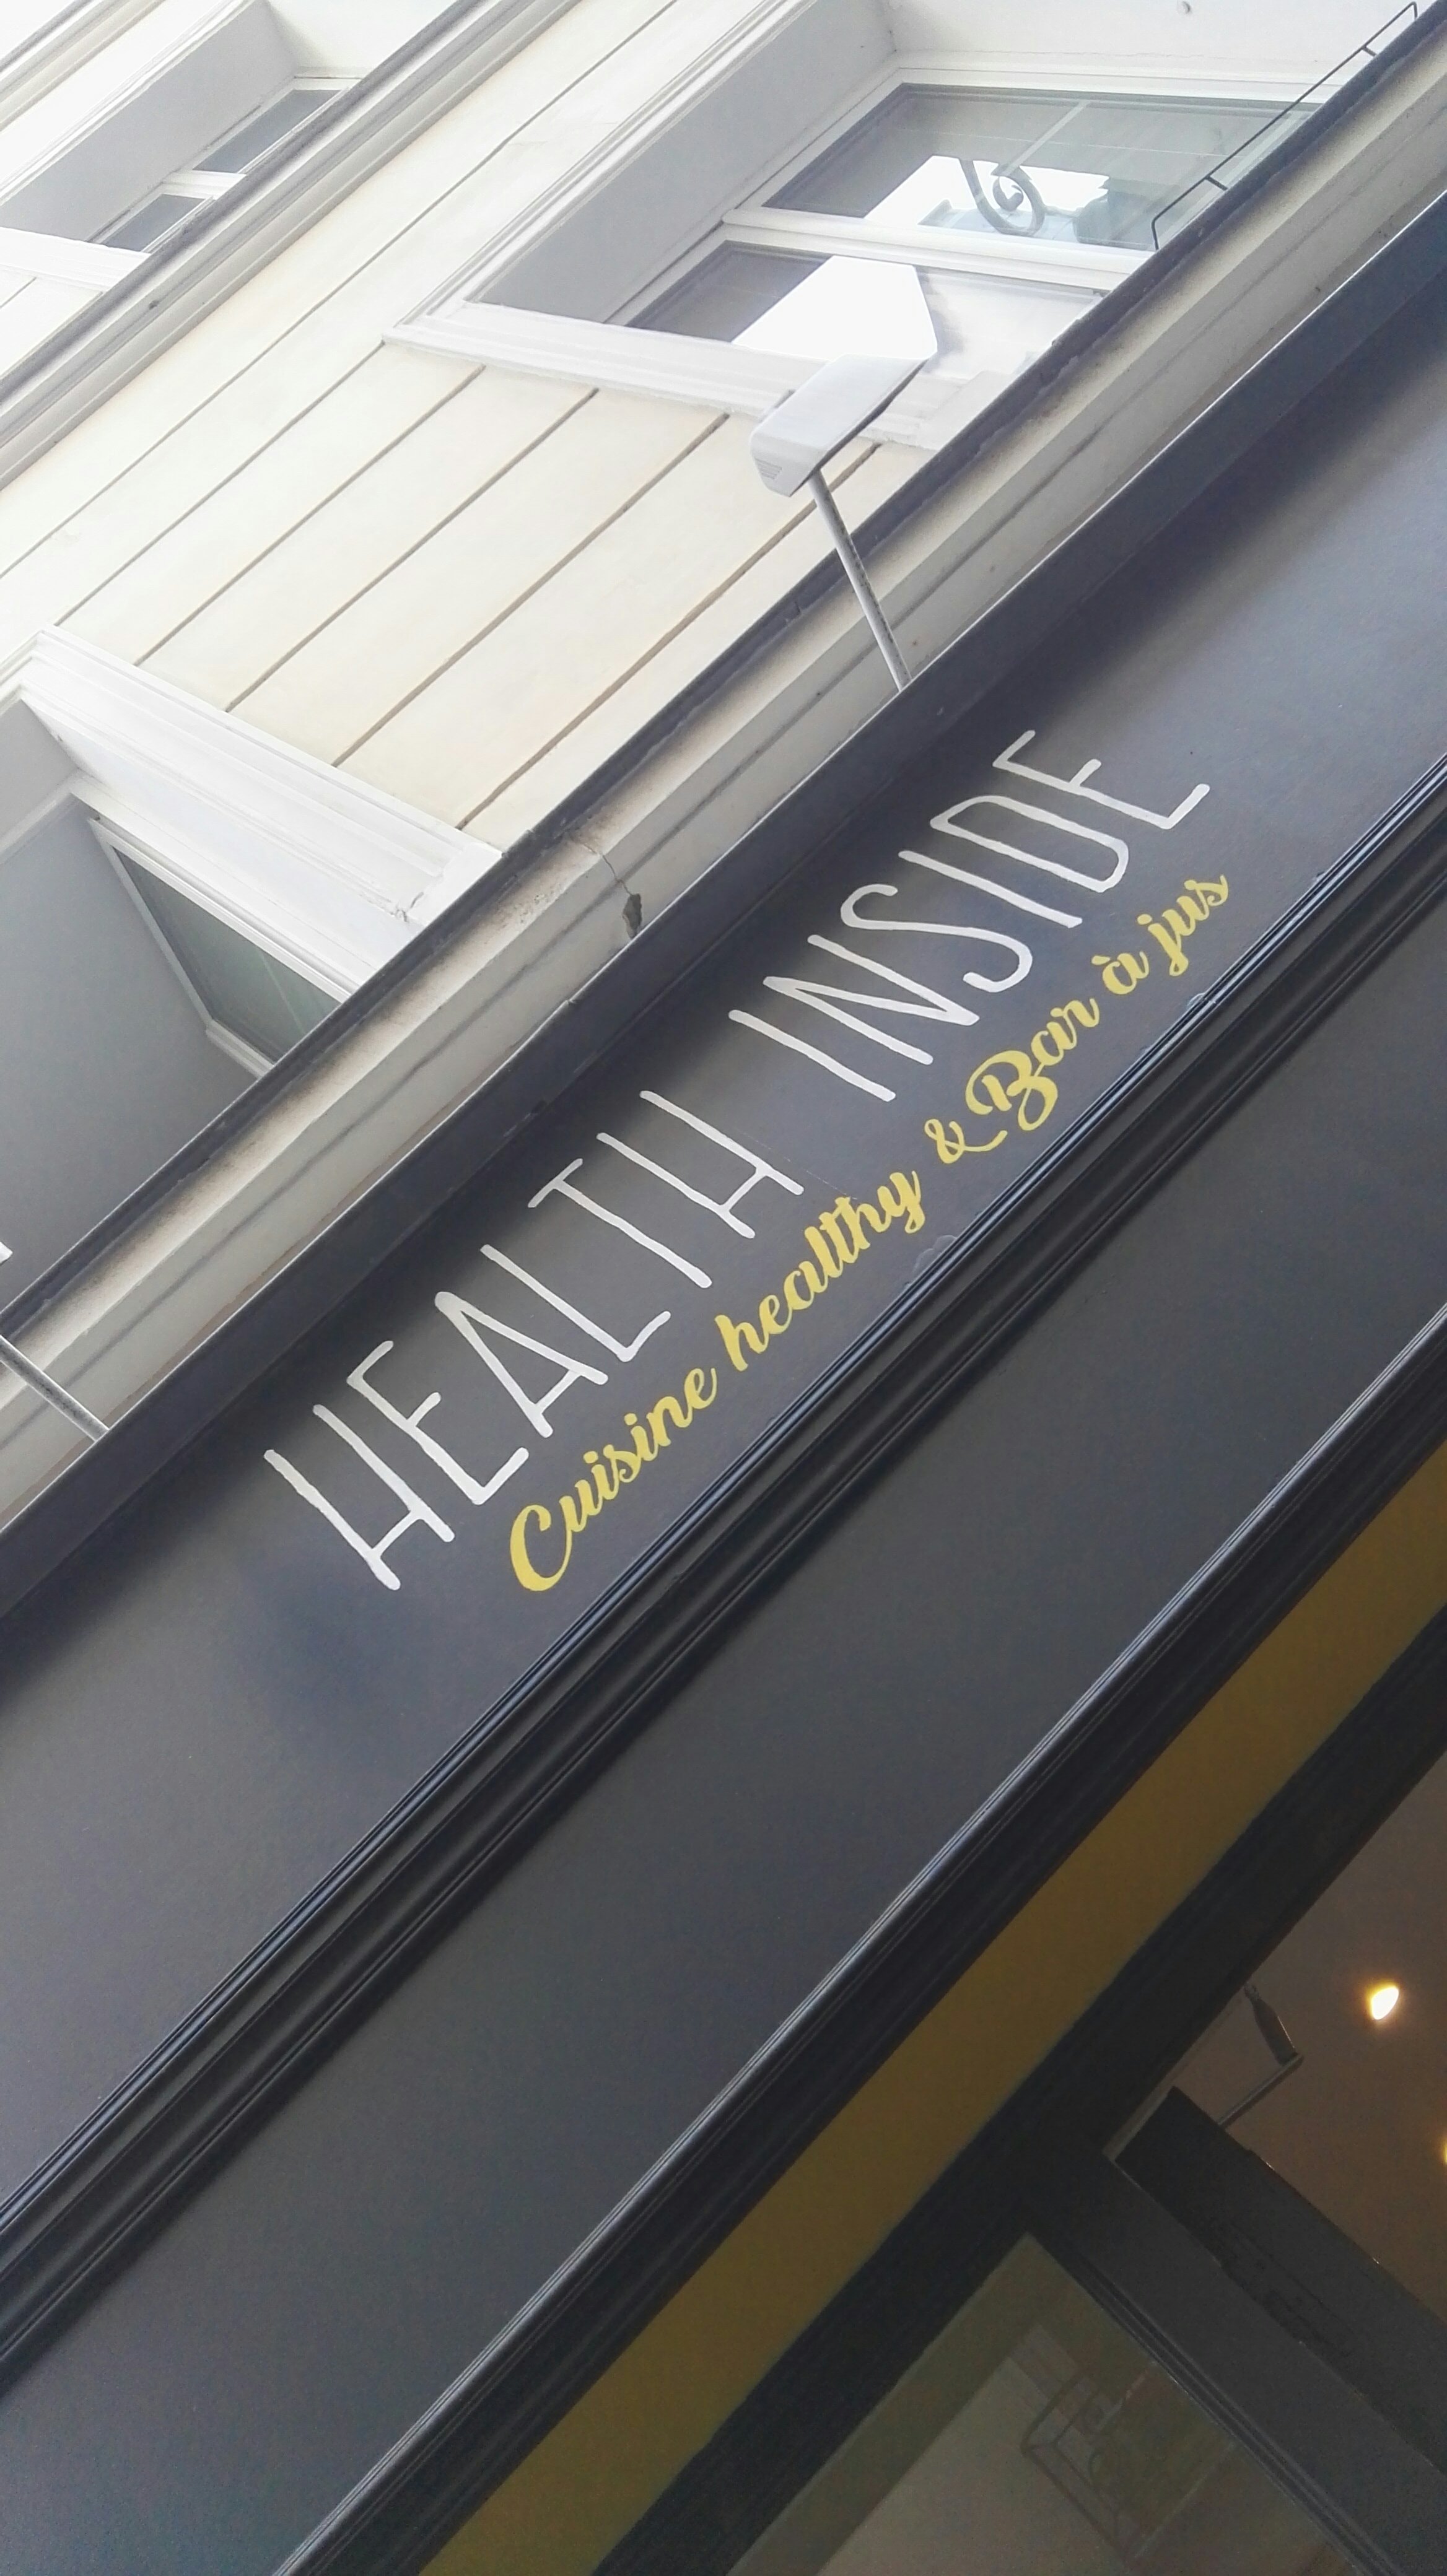 HEALTH INSIDE
Cuisine healthy & Bar à jus